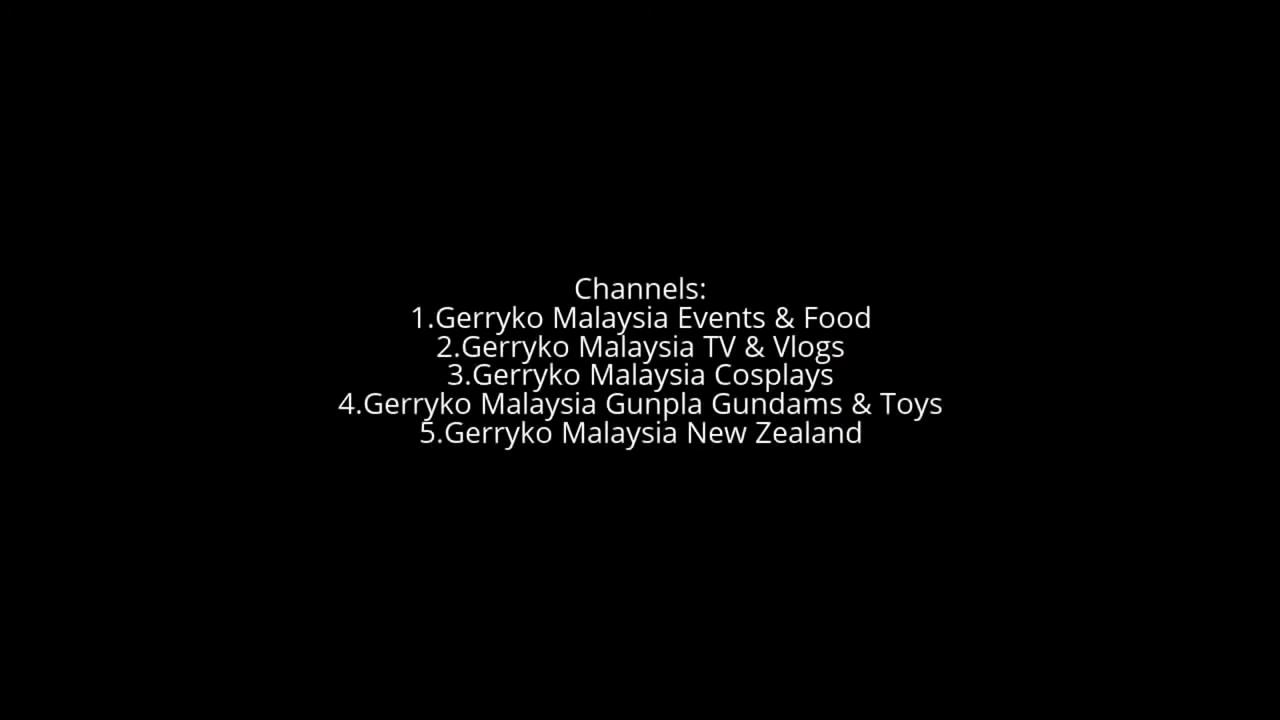 Channels:
1.Gerryko Malaysia Events & Food
2.Gerryko Malaysia TV & Vlogs
3.Gerryko Malaysia Cosplays
4.Gerryko Malaysia Gunpla Gundams & Toys
5.Gerryko Malaysia New Zealand